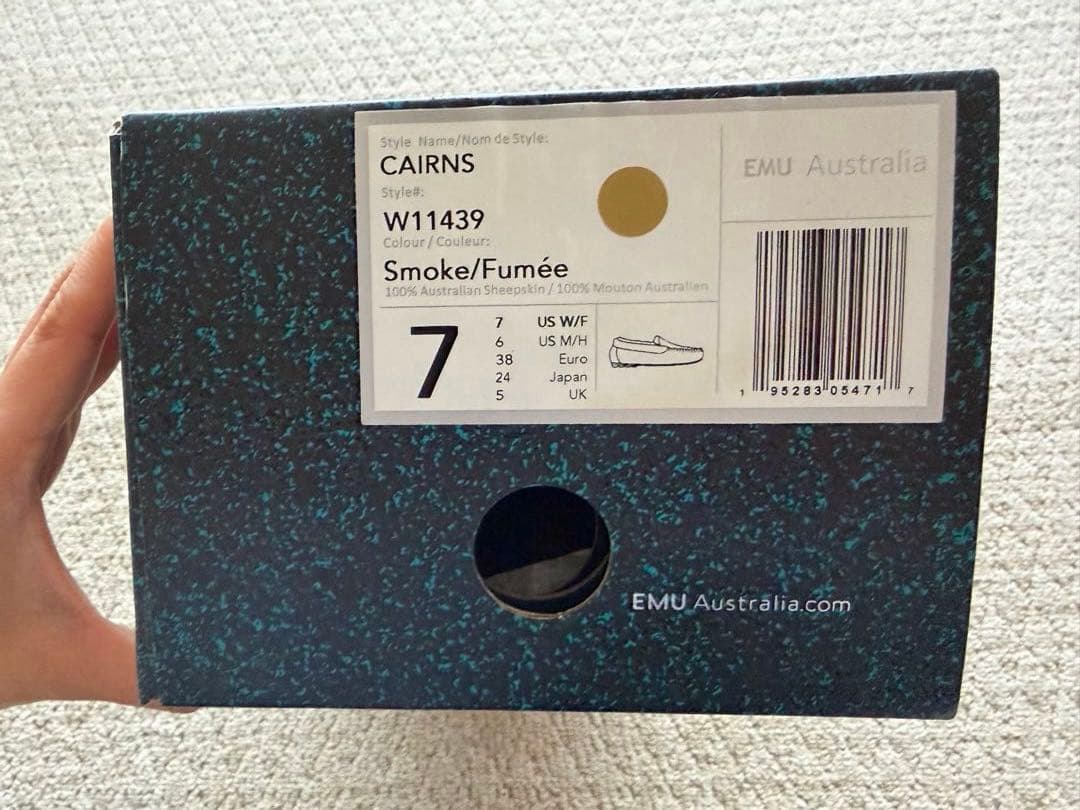 Style Name/Nom de Style:
CAIRNS
Style#:
W11439
Colour / Couleur:
Smoke/Fumée
100% Australian Sheepskin / 100% Mouton Australien
7
7 US W/F
6 US M/H
38 Euro
24 Japan
5 UK
EMU Australia
1 95283 05471 7
EMU Australia.com